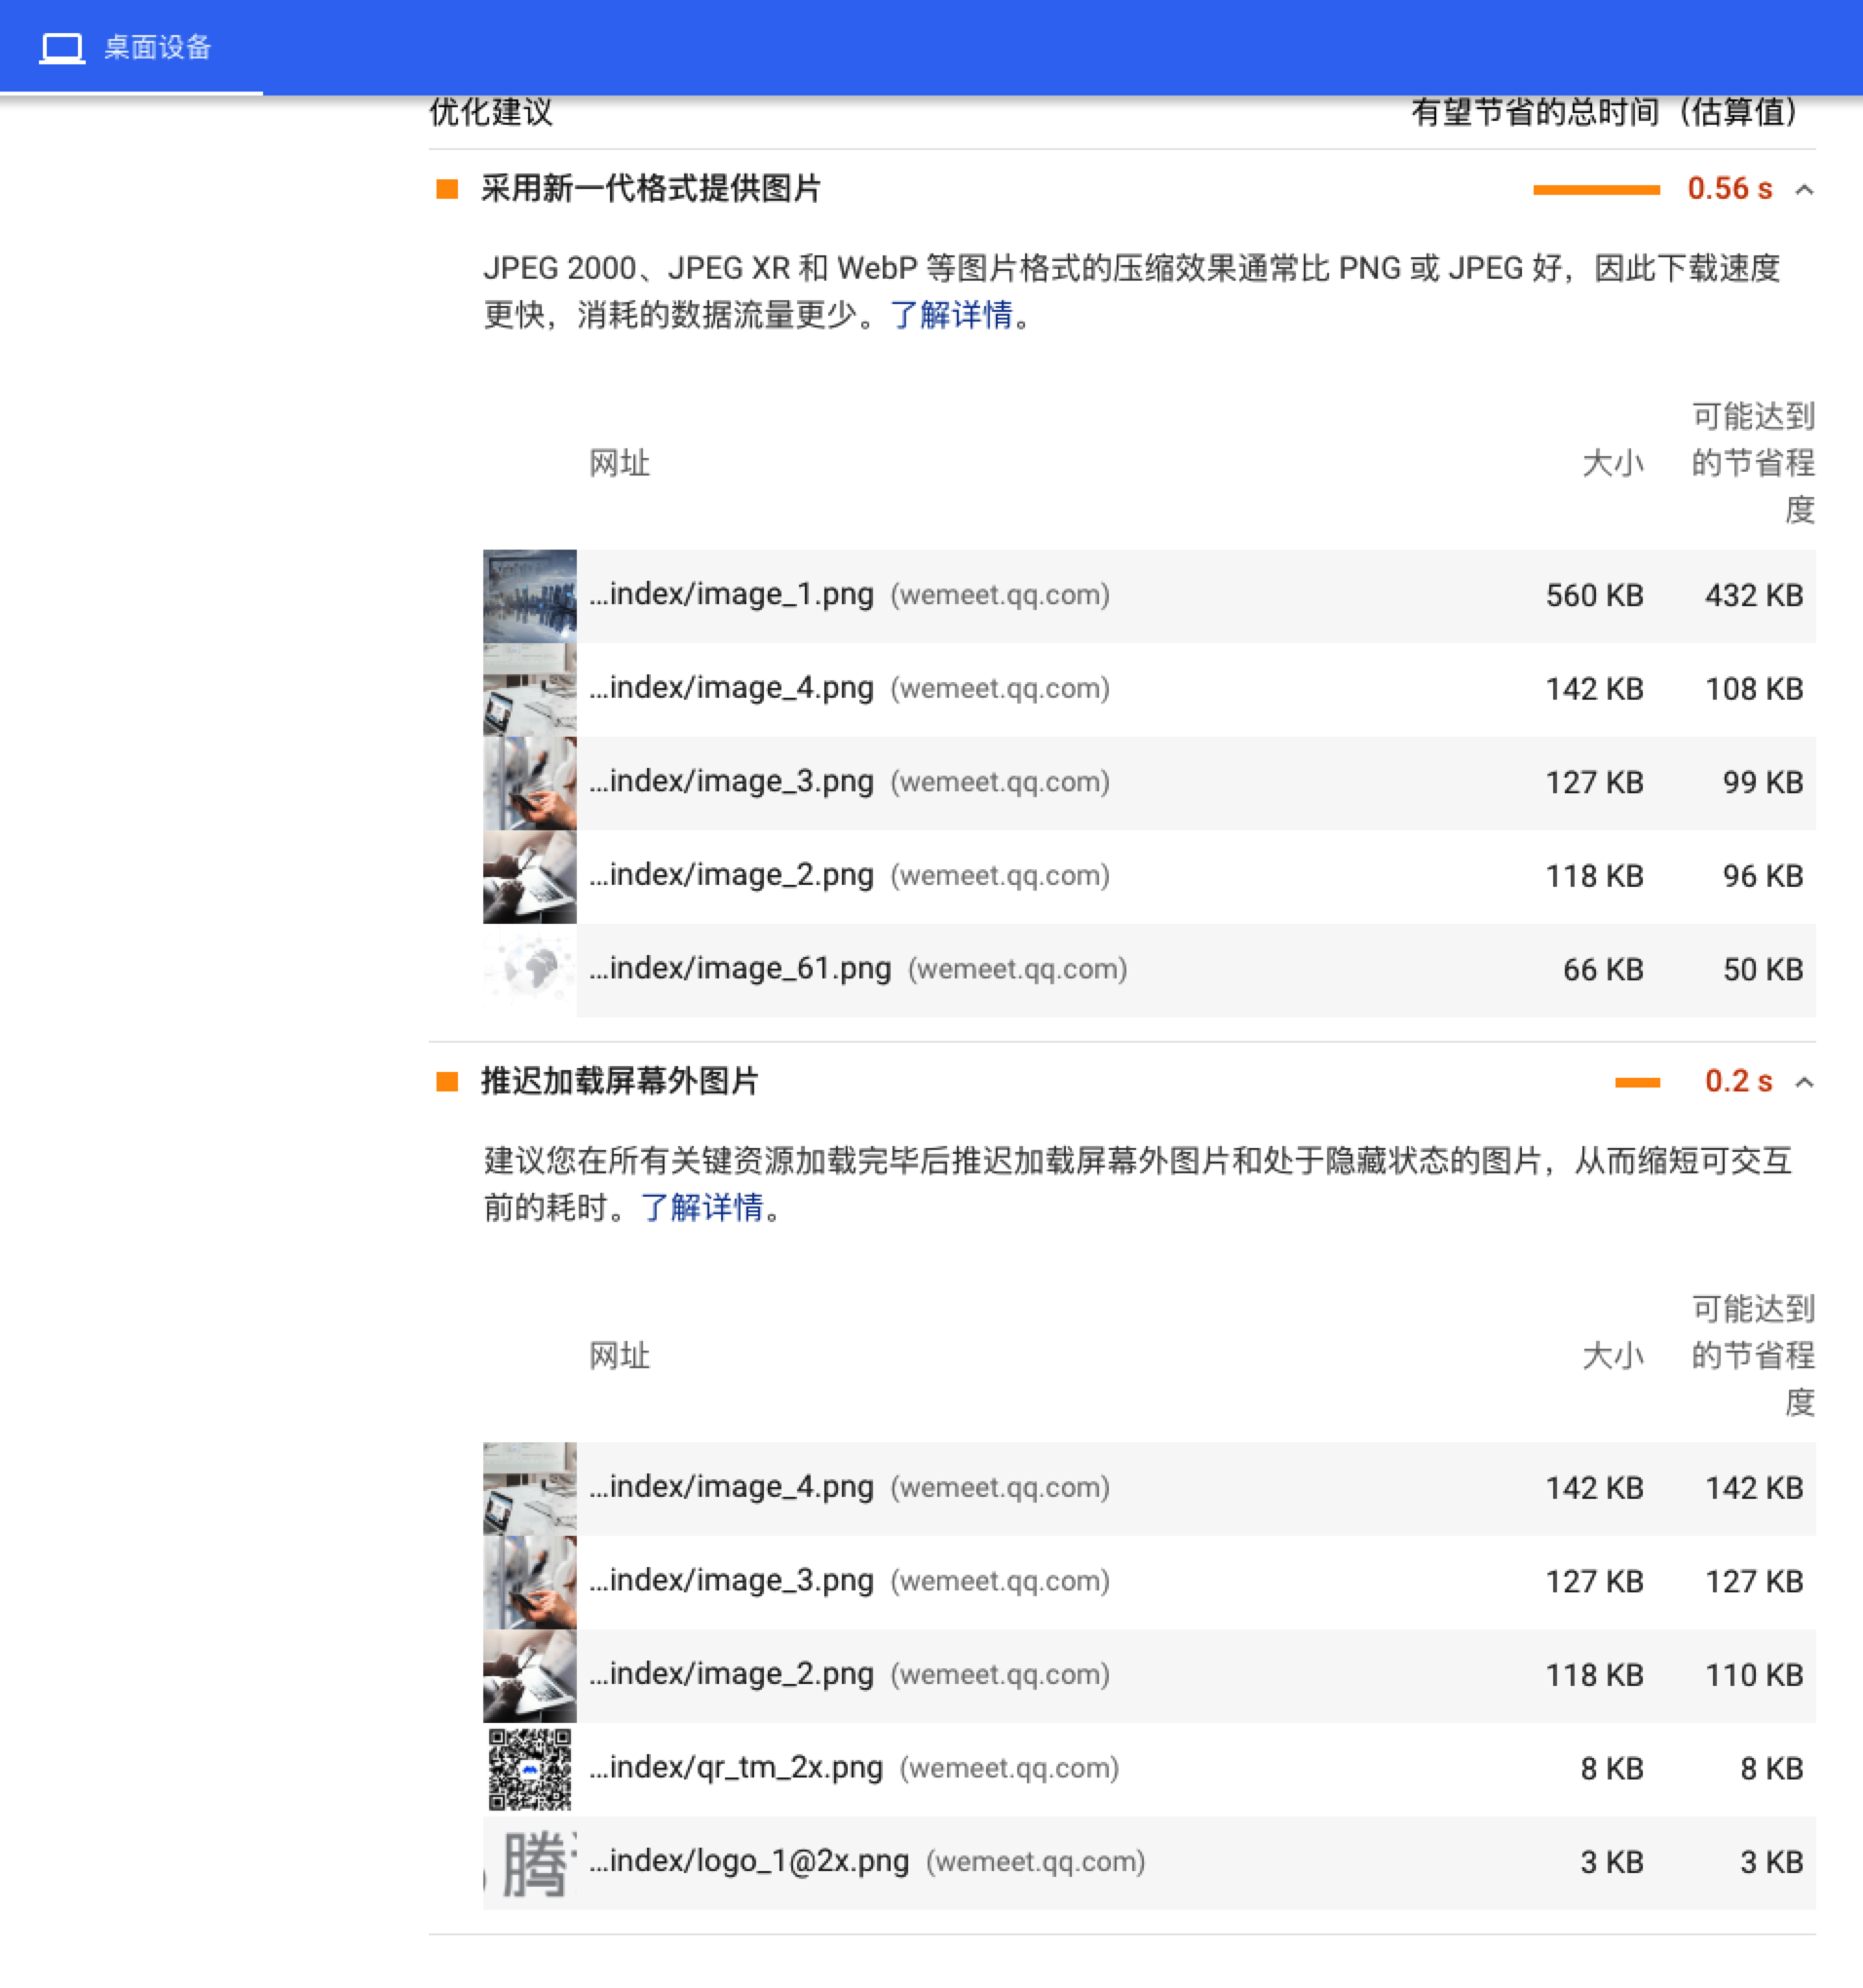 桌面设备
优化建议 有望节省的总时间（估算值）
采用新一代格式提供图片 0.56 s
JPEG 2000、JPEG XR 和 WebP 等图片格式的压缩效果通常比 PNG 或 JPEG 好，因此下载速度
更快，消耗的数据流量更少。了解详情。
网址 大小 可能达到
的节省程
度
...index/image_1.png (wemeet.qq.com) 560 KB 432 KB
...index/image_4.png (wemeet.qq.com) 142 KB 108 KB
...index/image_3.png (wemeet.qq.com) 127 KB 99 KB
...index/image_2.png (wemeet.qq.com) 118 KB 96 KB
...index/image_61.png (wemeet.qq.com) 66 KB 50 KB
推迟加载屏幕外图片 0.2 s
建议您在所有关键资源加载完毕后推迟加载屏幕外图片和处于隐藏状态的图片，从而缩短可交互
前的耗时。了解详情。
网址 大小 可能达到
的节省程
度
...index/image_4.png (wemeet.qq.com) 142 KB 142 KB
...index/image_3.png (wemeet.qq.com) 127 KB 127 KB
...index/image_2.png (wemeet.qq.com) 118 KB 110 KB
...index/qr_tm_2x.png (wemeet.qq.com) 8 KB 8 KB
腾 ...index/logo_1@2x.png (wemeet.qq.com) 3 KB 3 KB